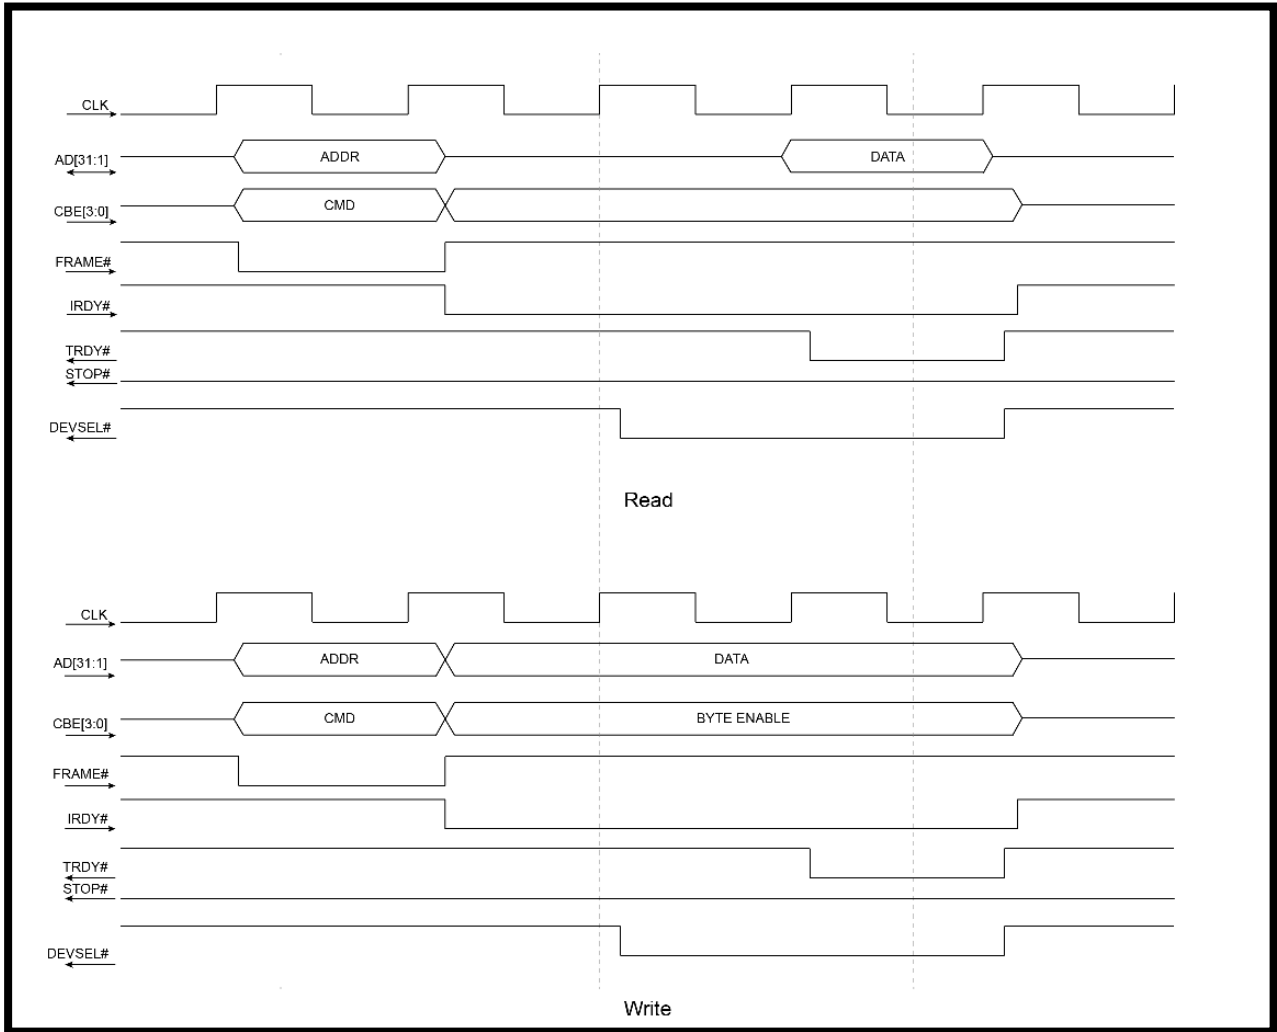 CLK
AD[31:1]
ADDR
DATA
CBE[3:0]
CMD
FRAME#
IRDY#
TRDY#
STOP#
DEVSEL#
Read
CLK
AD[31:1]
ADDR
DATA
CBE[3:0]
CMD
BYTE ENABLE
FRAME#
IRDY#
TRDY#
STOP#
DEVSEL#
Write